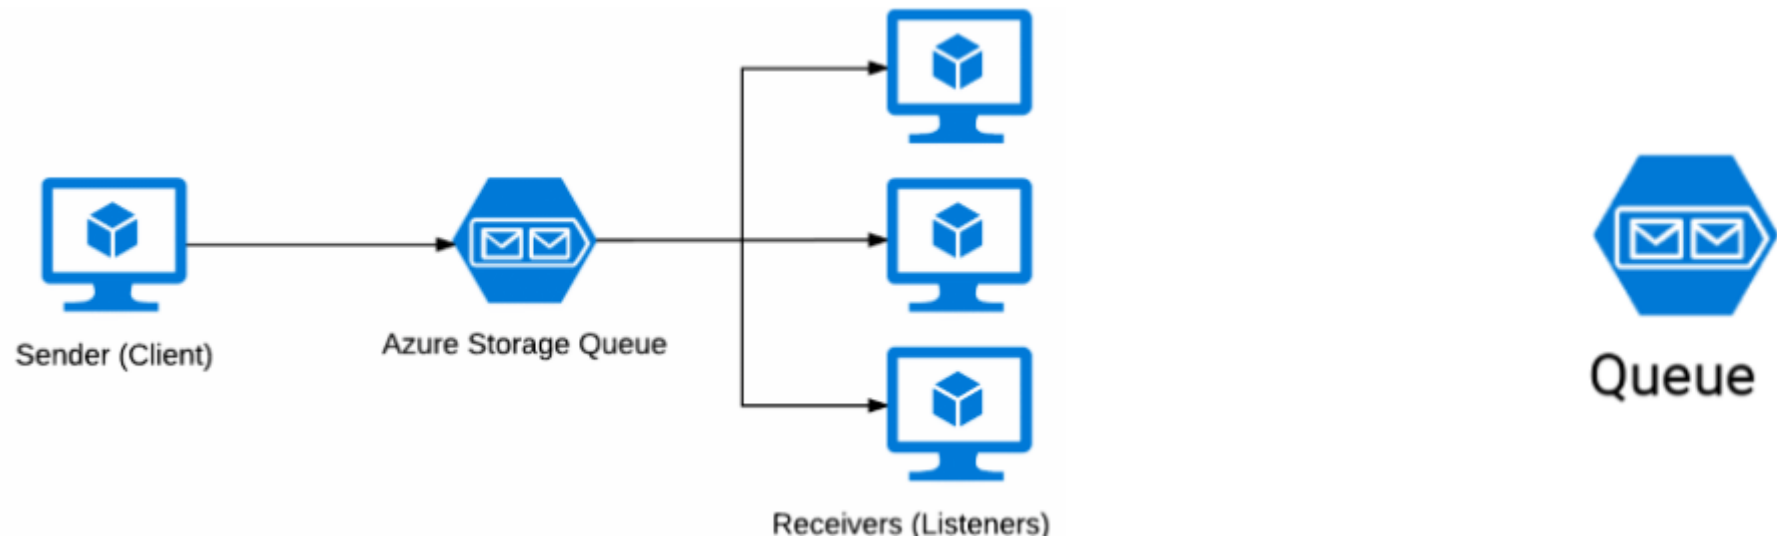 Sender (Client)
Azure Storage Queue
Receivers (Listeners)
Queue